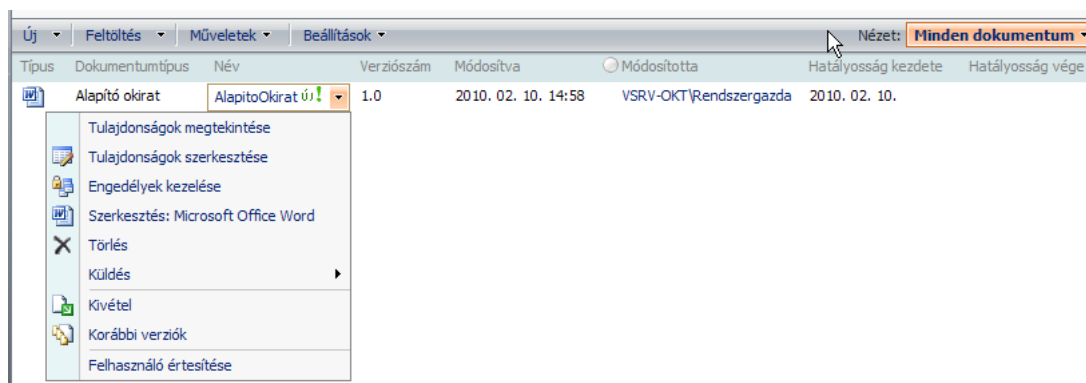 Új Feltöltés Műveletek Beállítások Nézet: Minden dokumentum
Típus Dokumentumtípus Név Verziószám Módosítva Módosította Hatályosság kezdete Hatályosság vége
Alapító okirat AlapitoOkirat ÚJ! 1.0 2010. 02. 10. 14:58 VSRV-OKT\Rendszergazda 2010. 02. 10.
Tulajdonságok megtekintése
Tulajdonságok szerkesztése
Engedélyek kezelése
Szerkesztés: Microsoft Office Word
Törlés
Küldés
Kivétel
Korábbi verziók
Felhasználó értesítése